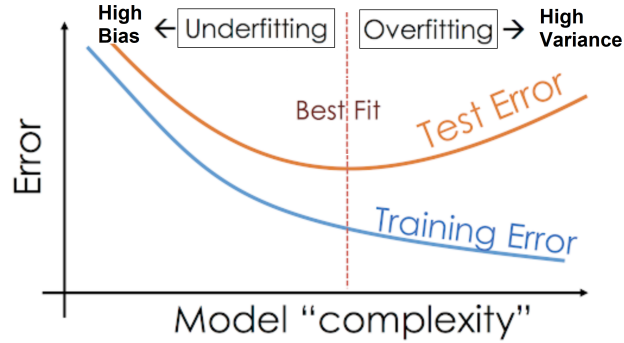 High
Bias
Underfitting
Overfitting
High
Variance
Best Fit
Test Error
Training Error
Error
Model “complexity”